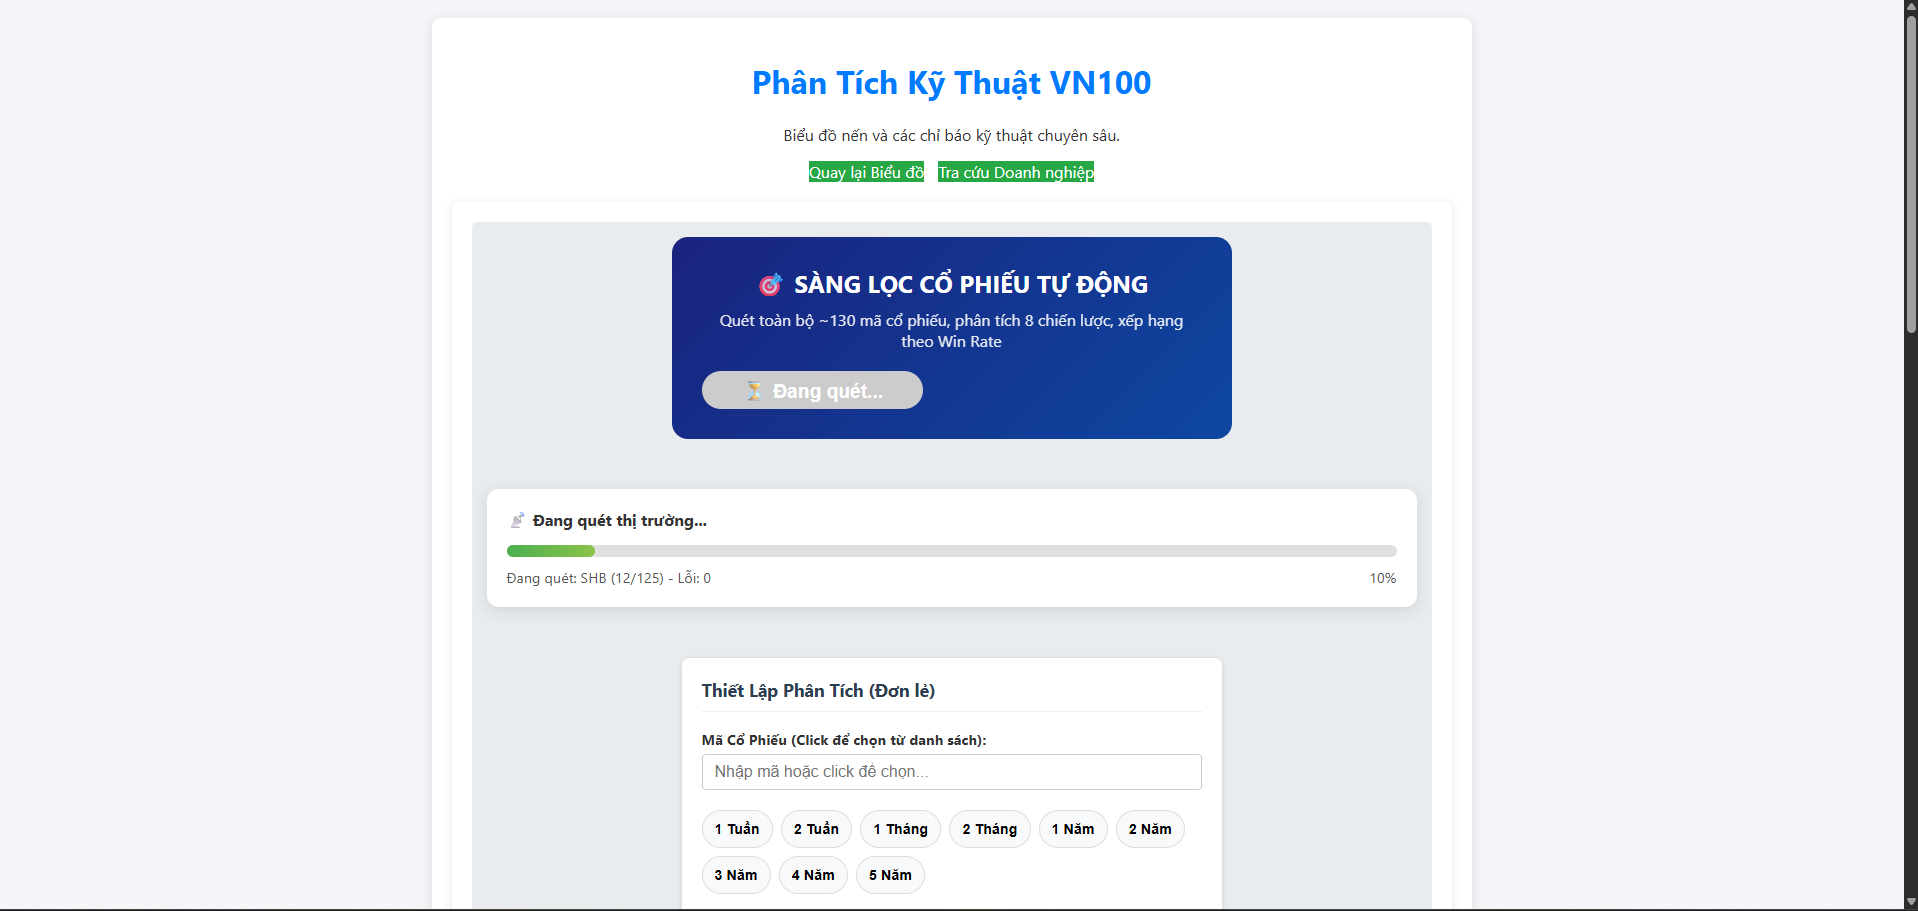 Phân Tích Kỹ Thuật VN100
Biểu đồ nến và các chỉ báo kỹ thuật chuyên sâu.
Quay lại Biểu đồ Tra cứu Doanh nghiệp
SÀNG LỌC CỔ PHIẾU TỰ ĐỘNG
Quét toàn bộ ~130 mã cổ phiếu, phân tích 8 chiến lược, xếp hạng
theo Win Rate
Đang quét...
Đang quét thị trường...
Đang quét: SHB (12/125) - Lỗi: 0 10%
Thiết Lập Phân Tích (Đơn lẻ)
Mã Cổ Phiếu (Click để chọn từ danh sách):
Nhập mã hoặc click để chọn...
1 Tuần 2 Tuần 1 Tháng 2 Tháng 1 Năm 2 Năm
3 Năm 4 Năm 5 Năm